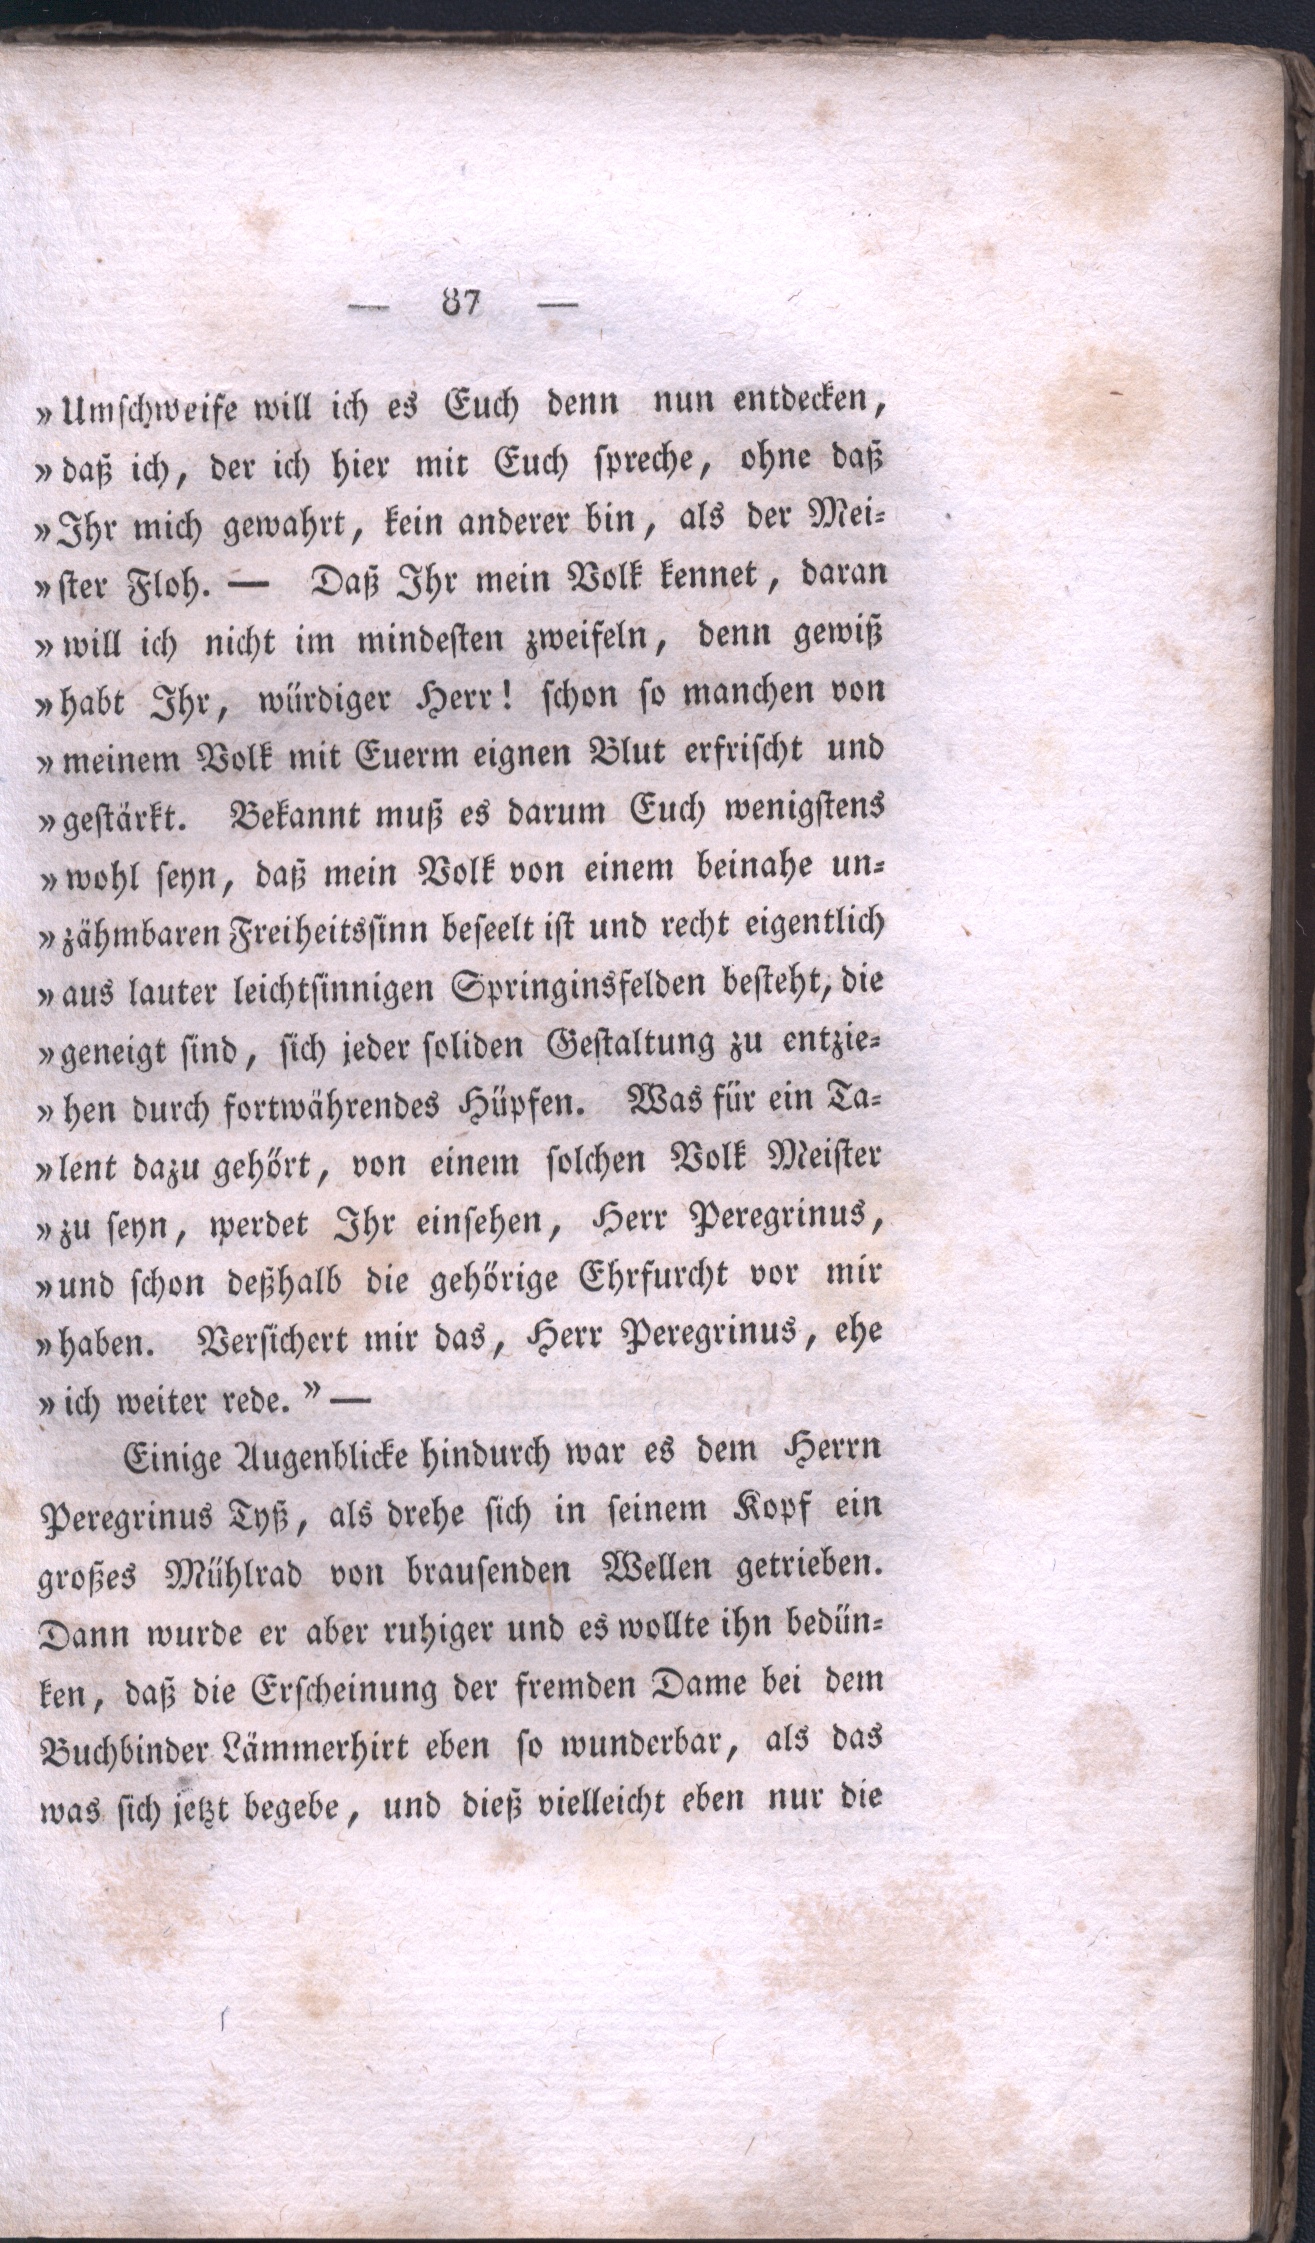 — 87 —
»Umſchweife will ich es Euch denn nun entdecken,
»daß ich, der ich hier mit Euch ſpreche, ohne daß
»Ihr mich gewahrt, kein anderer bin, als der Mei⸗
»ſter Floh. — Daß Ihr mein Volk kennet, daran
»will ich nicht im mindeſten zweifeln, denn gewiß
»habt Ihr, würdiger Herr! ſchon ſo manchen von
»meinem Volk mit Euerm eignen Blut erfriſcht und
»geſtärkt. Bekannt muß es darum Euch wenigſtens
»wohl ſeyn, daß mein Volk von einem beinahe un⸗
»zähmbaren Freiheitsſinn beſeelt iſt und recht eigentlich
»aus lauter leichtſinnigen Springinsfelden beſteht, die
»geneigt ſind, ſich jeder ſoliden Geſtaltung zu entzie⸗
»hen durch fortwährendes Hüpfen. Was für ein Ta⸗
»lent dazu gehört, von einem ſolchen Volk Meiſter
»zu ſeyn, werdet Ihr einſehen, Herr Peregrinus,
»und ſchon deßhalb die gehörige Ehrfurcht vor mir
»haben. Verſichert mir das, Herr Peregrinus, ehe
»ich weiter rede.» —
Einige Augenblicke hindurch war es dem Herrn
Peregrinus Tyß, als drehe ſich in ſeinem Kopf ein
großes Mühlrad von brauſenden Wellen getrieben.
Dann wurde er aber ruhiger und es wollte ihn bedün⸗
ken, daß die Erſcheinung der fremden Dame bei dem
Buchbinder Lämmerhirt eben ſo wunderbar, als das
was ſich jetzt begebe, und dieß vielleicht eben nur die